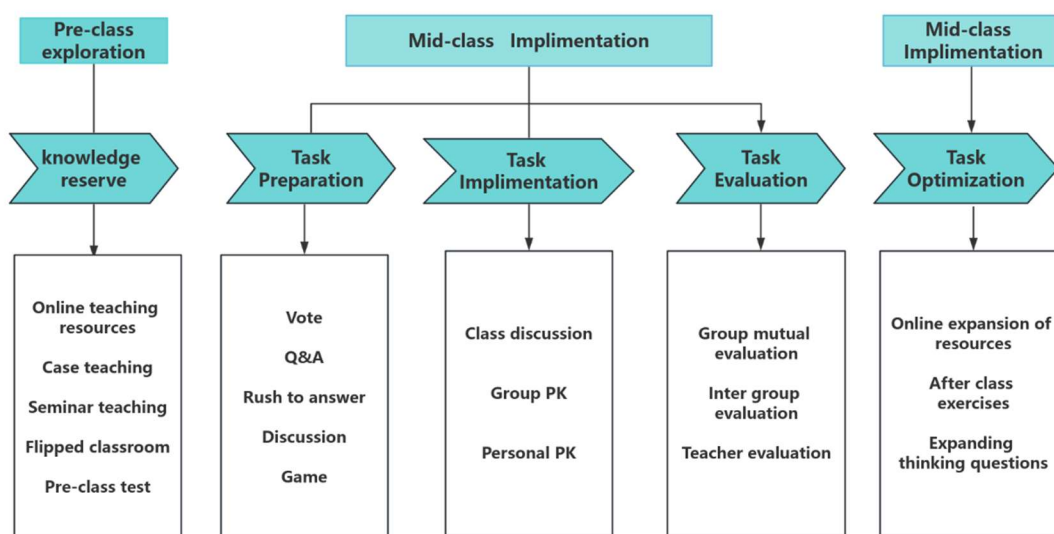 Pre-class
exploration
Mid-class Implimentation
Mid-class
Implimentation
knowledge
reserve
Task
Preparation
Task
Implimentation
Task
Evaluation
Task
Optimization
Online teaching
resources
Case teaching
Seminar teaching
Flipped classroom
Pre-class test
Vote
Q&A
Rush to answer
Discussion
Game
Class discussion
Group PK
Personal PK
Group mutual
evaluation
Inter group
evaluation
Teacher evaluation
Online expansion of
resources
After class
exercises
Expanding
thinking questions